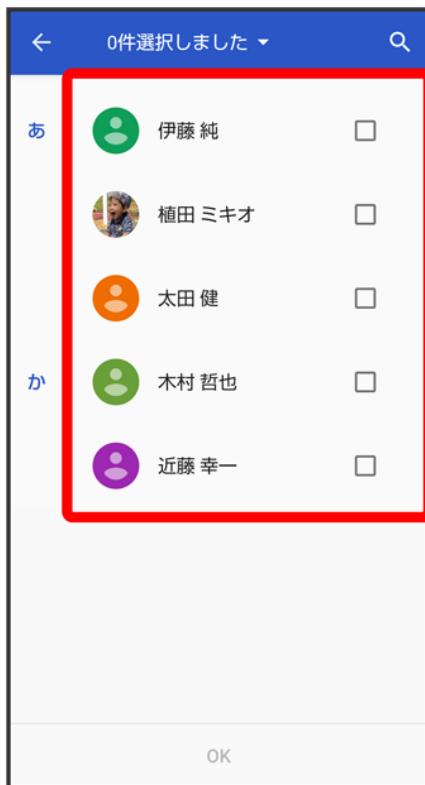 0件選択しました
あ
伊藤 純
植田 ミキオ
太田 健
か
木村 哲也
近藤 幸一
OK